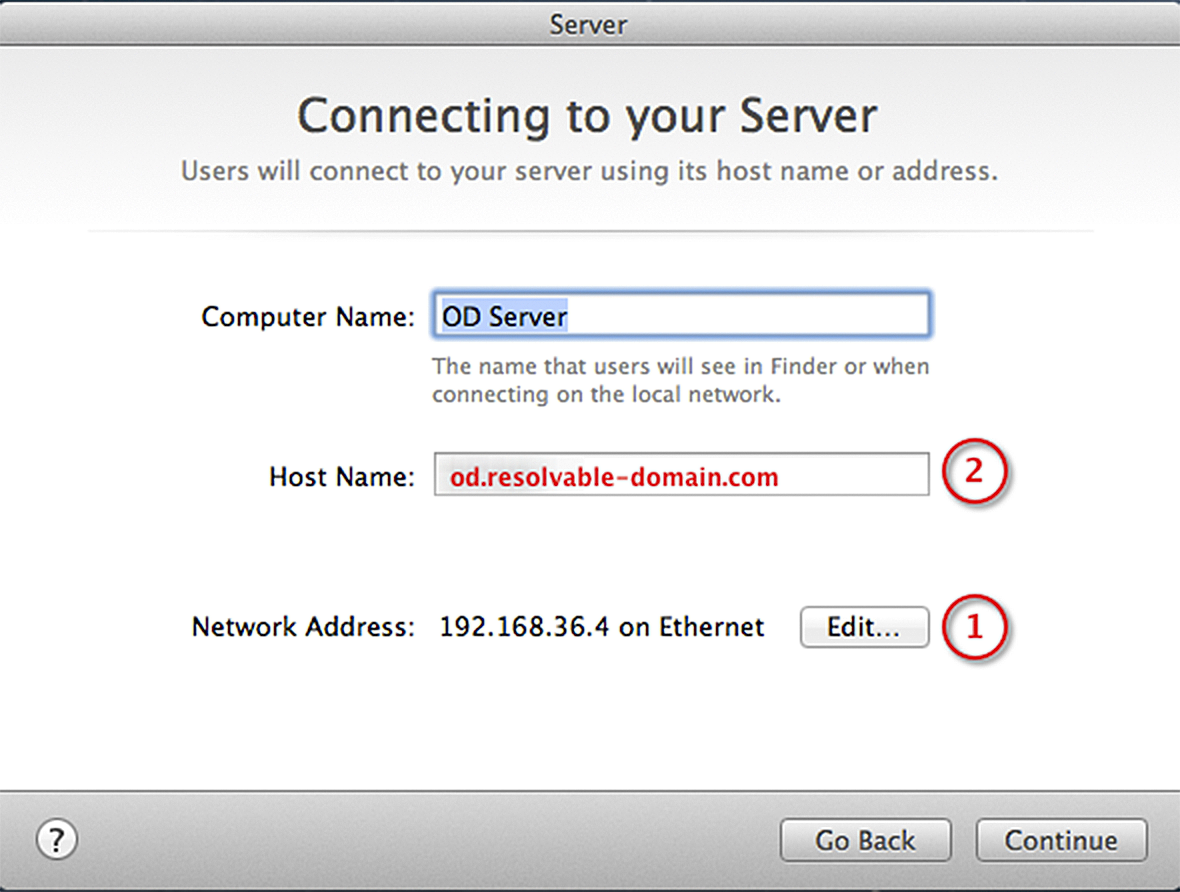 Server
Connecting to your Server
Users will connect to your server using its host name or address.
Computer Name: OD Server
The name that users will see in Finder or when
connecting on the local network.
Host Name: od.resolvable-domain.com 2
Network Address: 192.168.36.4 on Ethernet Edit... 1
? Go Back Continue